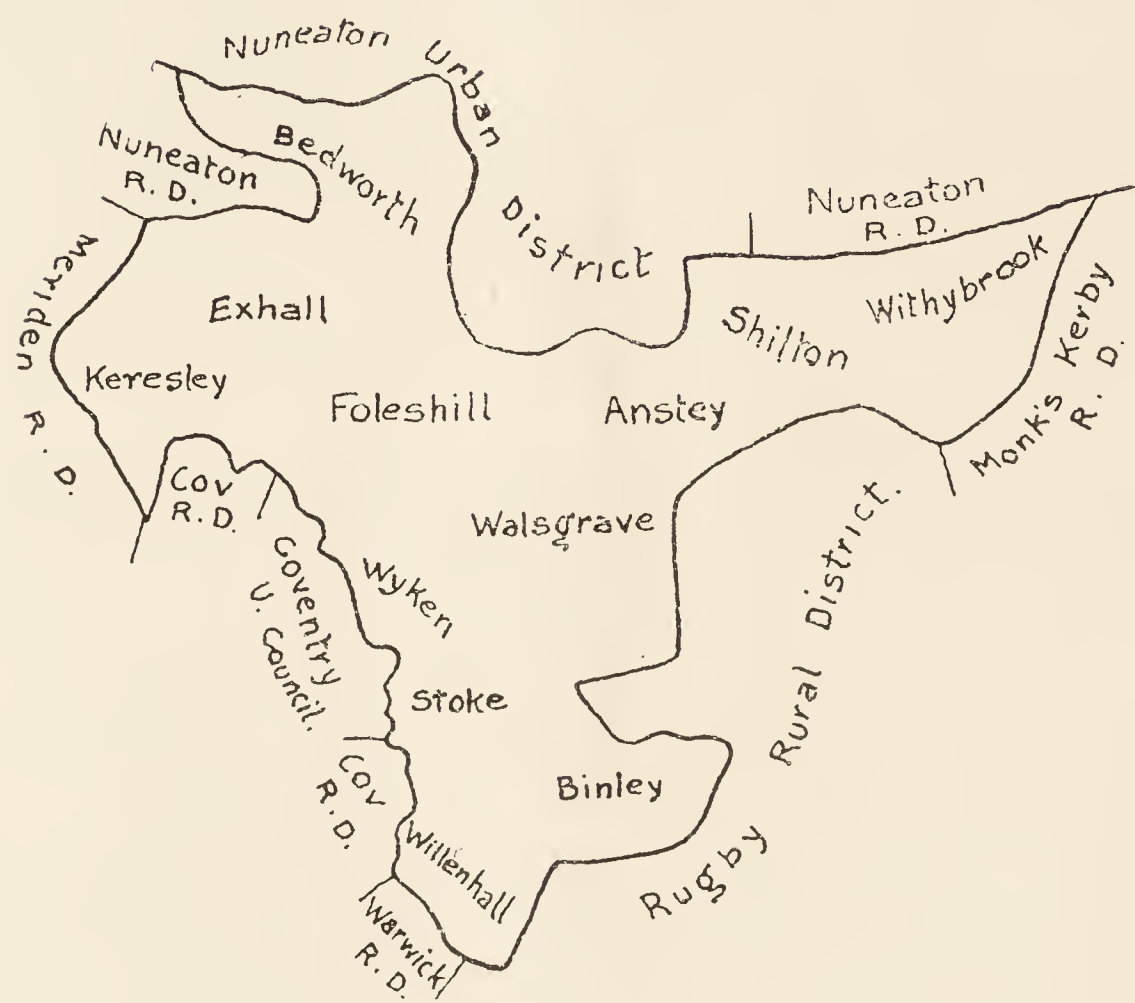 Nuneaton Urban District
Nuneaton
R. D.
Bedworth
Nuneaton
R. D.
Meriden R. D.
Exhall
Shilton
Withybrook
Monk's Kerby
R. D.
Keresley
Foleshill
Anstey
Cov
R. D.
Walsgrave
Coventry
U. Council.
Wyken
Stoke
Rugby Rural District.
Cov
R. D.
Binley
Willenhall
Warwick
R. D.